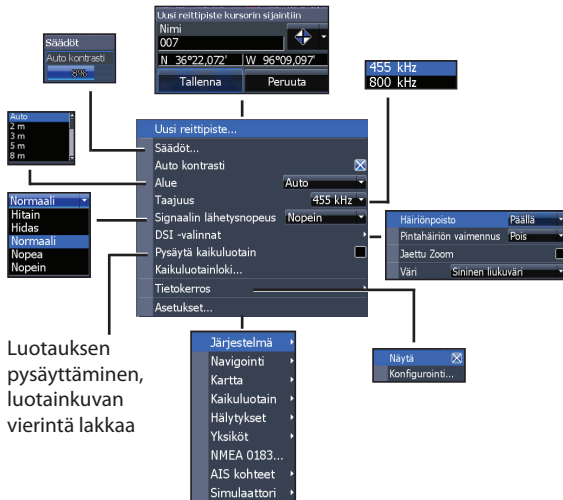 Uusi reittipiste kursorin sijaintiin
Nimi
007
N 36°22,072' W 96°09,097'
Tallenna Peruuta
Säädöt
Auto kontrasti
8%
455 kHz
800 kHz
Auto
2 m
3 m
5 m
8 m
Normaali
Hitain
Hidas
Normaali
Nopea
Nopein
Uusi reittipiste...
Säädöt...
Auto kontrasti
Alue Auto
Taajuus 455 kHz
Signaalin lähetysnopeus Nopein
DSI -valinnat
Pysäytä kaikuluotain
Kaikuluotainloki...
Tietokerros
Asetukset...
Häiriönpoisto Päällä
Pintahäiriön vaimennus Pois
Jaettu Zoom
Väri Sininen liukuväri
Näytä
Konfigurointi...
Luotauksen
pysäyttäminen,
luotainkuvan
vierintä lakkaa
Järjestelmä
Navigointi
Kartta
Kaikuluotain
Hälytykset
Yksiköt
NMEA 0183...
AIS kohteet
Simulaattori